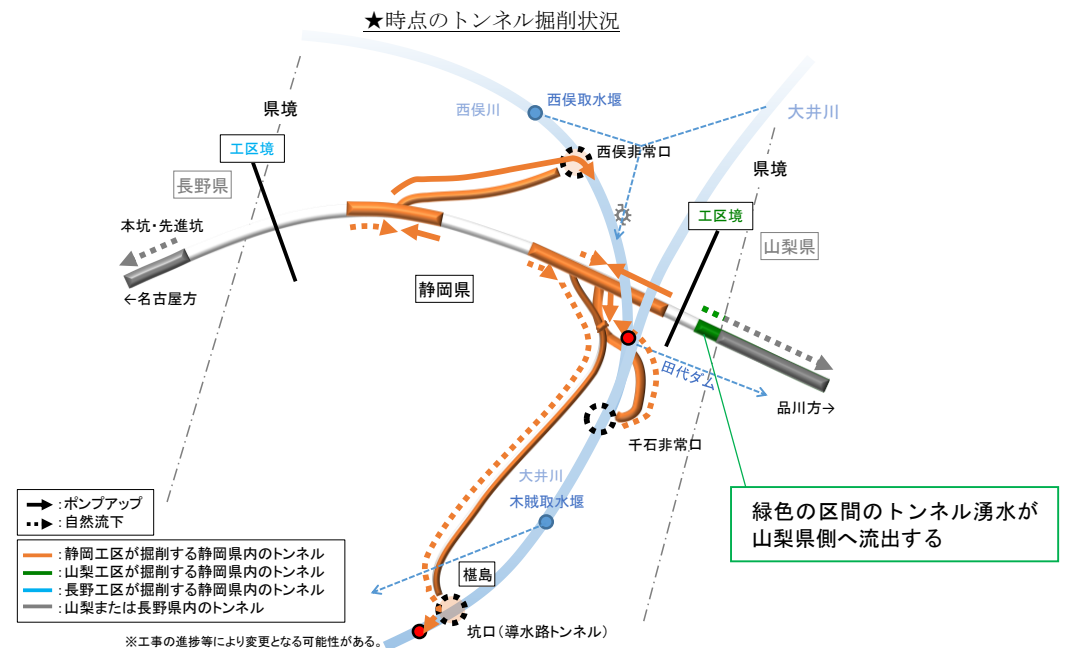 ★時点のトンネル掘削状況
西俣川
西俣取水堰
大井川
県境
工区境
西俣非常口
県境
長野県
工区境
本坑・先進坑
山梨県
←名古屋方
静岡県
田代ダム
品川方→
千石非常口
大井川
木賊取水堰
:ポンプアップ
:自然流下
緑色の区間のトンネル湧水が
山梨県側へ流出する
:静岡工区が掘削する静岡県内のトンネル
:山梨工区が掘削する静岡県内のトンネル
:長野工区が掘削する静岡県内のトンネル
:山梨または長野県内のトンネル
椹島
坑口(導水路トンネル)
※工事の進捗等により変更となる可能性がある。